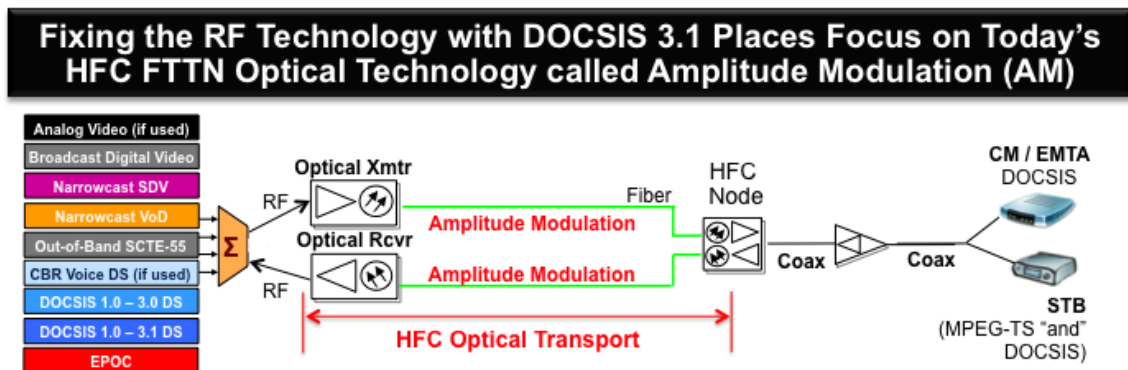 Fixing the RF Technology with DOCSIS 3.1 Places Focus on Today's
HFC FTTN Optical Technology called Amplitude Modulation (AM)
Analog Video (if used)
Broadcast Digital Video
Narrowcast SDV
Narrowcast VoD
Out-of-Band SCTE-55
CBR Voice DS (if used)
DOCSIS 1.0 – 3.0 DS
DOCSIS 1.0 – 3.1 DS
EPOC
Σ
RF
RF
Optical Xmtr
Optical Rcvr
Amplitude Modulation
Amplitude Modulation
Fiber
HFC Optical Transport
HFC
Node
Coax
Coax
CM / EMTA
DOCSIS
STB
(MPEG-TS "and"
DOCSIS)